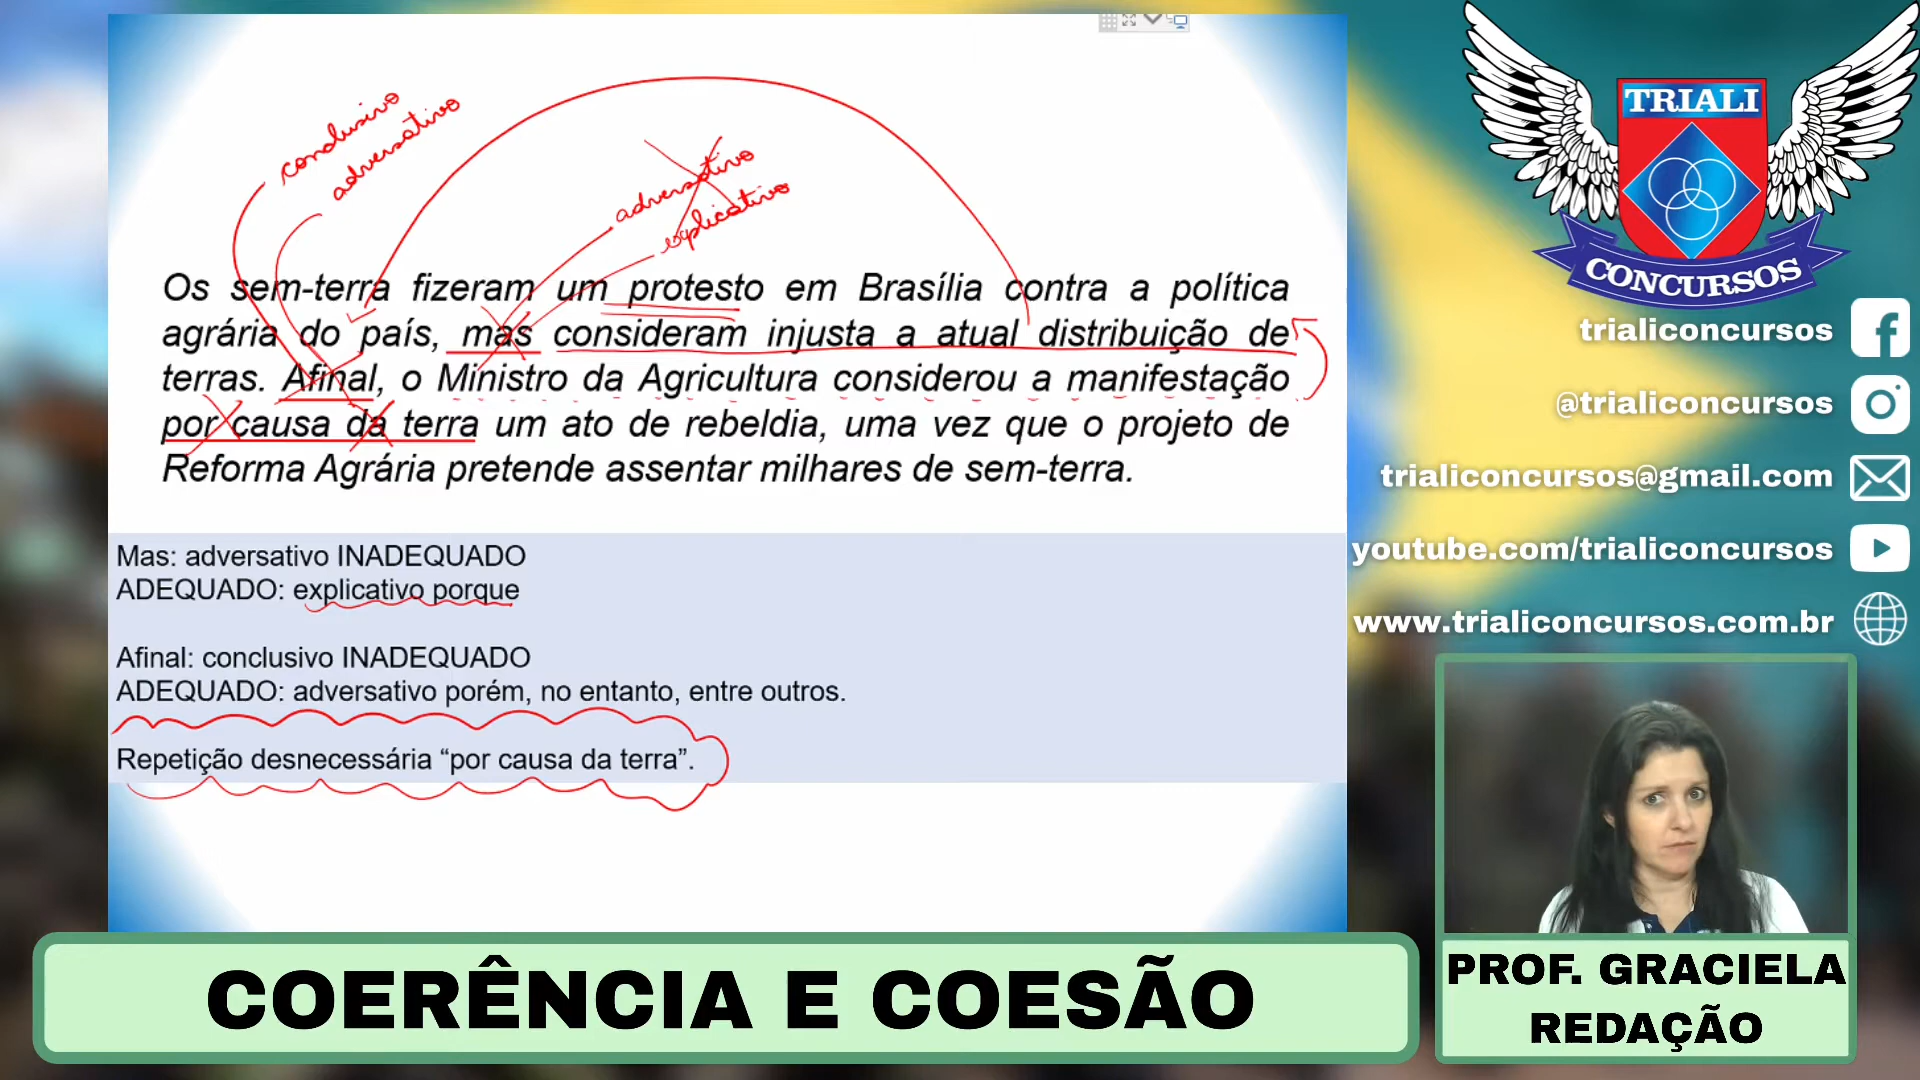 conclusivo
adversativo
adversativo
explicativo
Os sem-terra fizeram um protesto em Brasília contra a política
agrária do país, mas consideram injusta a atual distribuição de
terras. Afinal, o Ministro da Agricultura considerou a manifestação
por causa da terra um ato de rebeldia, uma vez que o projeto de
Reforma Agrária pretende assentar milhares de sem-terra.
Mas: adversativo INADEQUADO
ADEQUADO: explicativo porque
Afinal: conclusivo INADEQUADO
ADEQUADO: adversativo porém, no entanto, entre outros.
Repetição desnecessária “por causa da terra”.
TRIALI
CONCURSOS
trialiconcursos
@trialiconcursos
trialiconcursos@gmail.com
youtube.com/trialiconcursos
www.trialiconcursos.com.br
COERÊNCIA E COESÃO
PROF. GRACIELA
REDAÇÃO